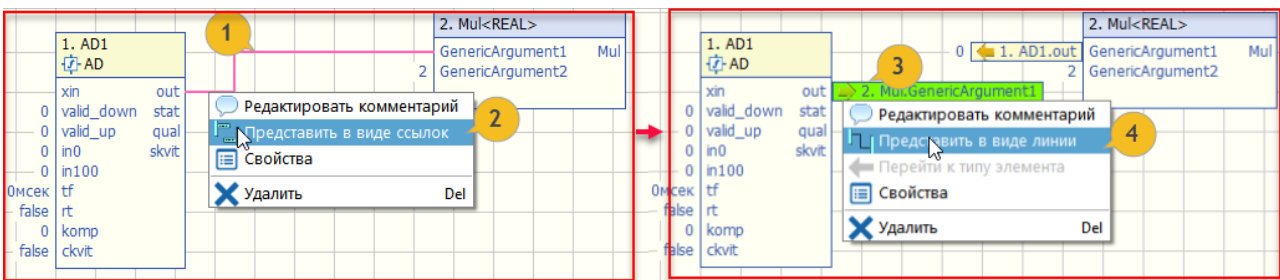 1
2. Mul<REAL>
1. AD1
AD
GenericArgument1 Mul
2 GenericArgument2
xin out
0 valid_down stat
0 valid_up qual
0 in0 skvit
0 in100
0мсек tf
false rt
0 komp
false ckvit
Редактировать комментарий
Представить в виде ссылок
2
Свойства
Удалить Del
2. Mul<REAL>
1. AD1
AD
0 1. AD1.out GenericArgument1 Mul
2 GenericArgument2
3
xin out 2. Mul.GenericArgument1
0 valid_down stat
0 valid_up qual
0 in0 skvit
0 in100
0мсек tf
false rt
0 komp
false ckvit
Редактировать комментарий
Представить в виде линии
4
Перейти к типу элемента
Свойства
Удалить Del